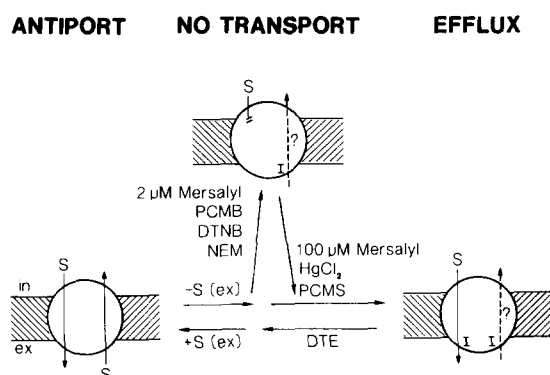 ANTIPORT NO TRANSPORT EFFLUX
S
?
I
2 µM Mersalyl
PCMB
DTNB
NEM
100 µM Mersalyl
HgCl₂
PCMS
S
in
ex
S
-S (ex)
+S (ex)
DTE
S
?
I I